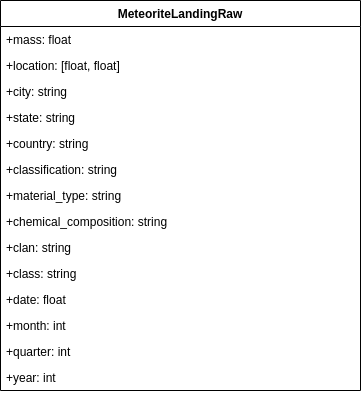 MeteoriteLandingRaw
+mass: float
+location: [float, float]
+city: string
+state: string
+country: string
+classification: string
+material_type: string
+chemical_composition: string
+clan: string
+class: string
+date: float
+month: int
+quarter: int
+year: int